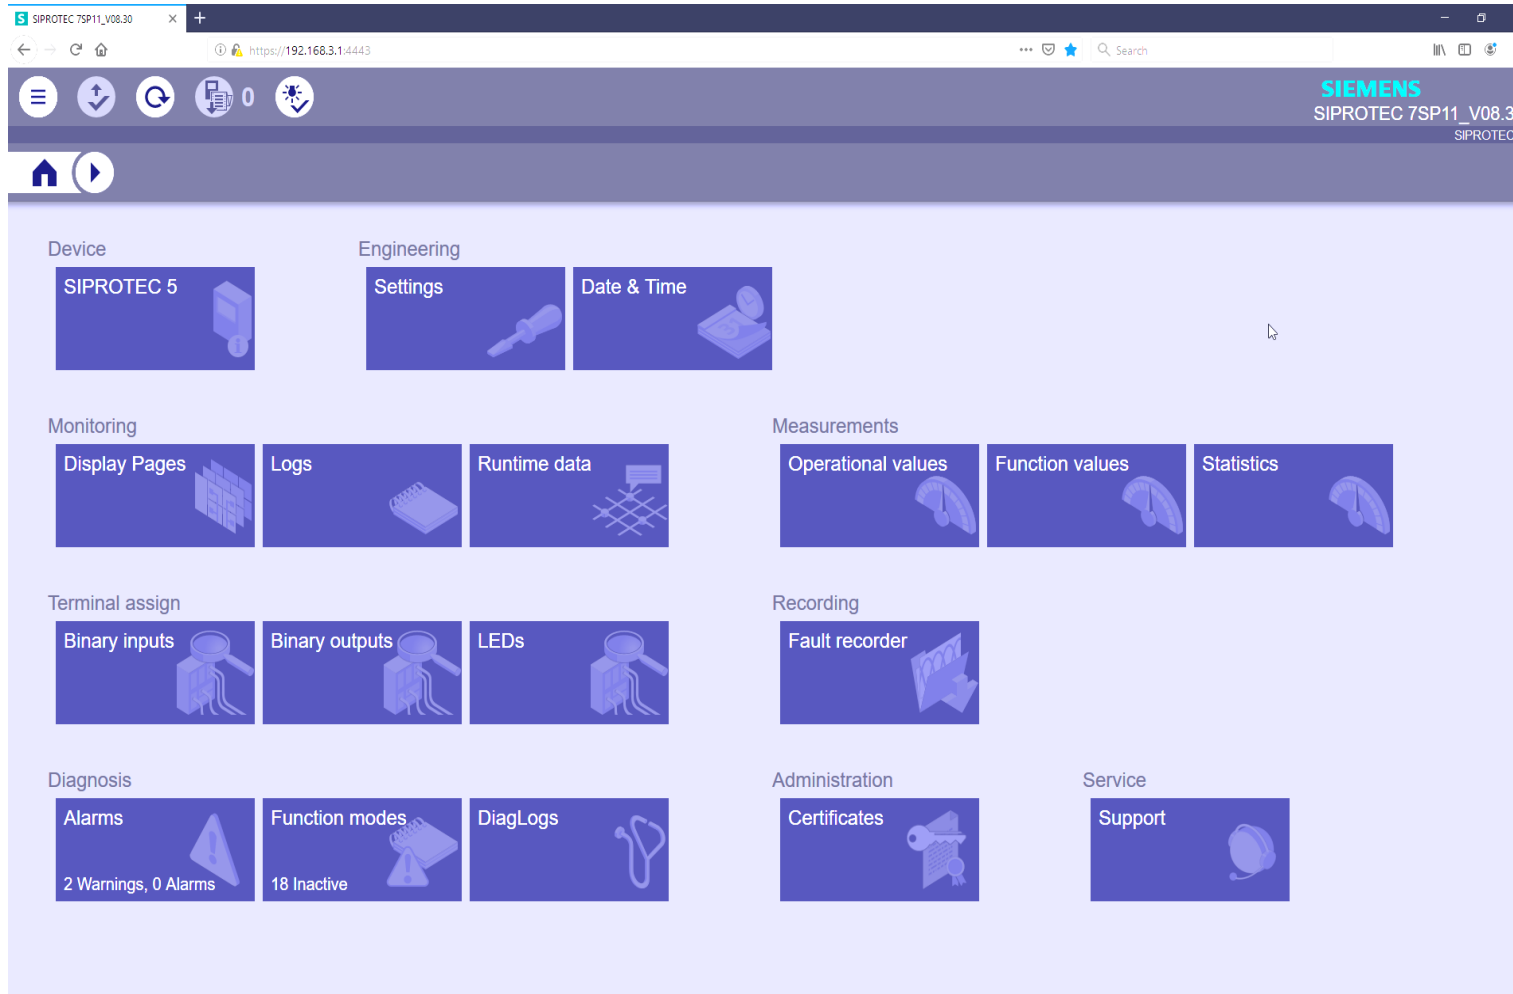 SIPROTEC 7SP11_V08.30
https://192.168.3.1:4443
Search
0
SIEMENS
SIPROTEC 7SP11_V08.3
SIPROTEC
Device
Engineering
SIPROTEC 5
Settings
Date & Time
31
Monitoring
Measurements
Display Pages
Logs
Runtime data
Operational values
Function values
Statistics
Terminal assign
Recording
Binary inputs
Binary outputs
LEDs
Fault recorder
Diagnosis
Administration
Service
Alarms
2 Warnings, 0 Alarms
Function modes
18 Inactive
DiagLogs
Certificates
Support